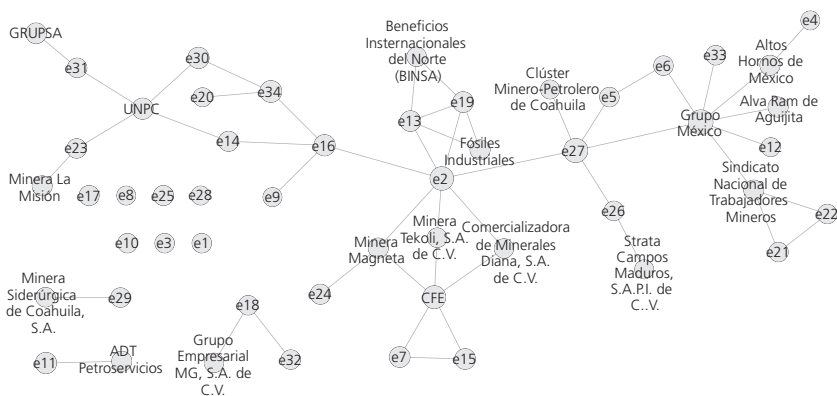 GRUPSA
e31
e30
e20
e34
UNPC
e23
e14
e16
Minera La
Misión
e17
e8
e25
e28
e9
e10
e3
e1
Minera
Siderúrgica
de Coahuila,
S.A.
e29
e11
ADT
Petroservicios
e18
Grupo
Empresarial
MG, S.A. de
C.V.
e32
Beneficios
Insternacionales
del Norte
(BINSA)
e19
e13
Fósiles
Industriales
e2
Minera
Magneta
Minera
Tekoli, S.A.
de C.V.
Comercializadora
de Minerales
Diana, S.A.
de C.V.
e24
CFE
e7
e15
Clúster
Minero-Petrolero
de Coahuila
e5
e6
e27
e26
Strata
Campos
Maduros,
S.A.P.I. de
C..V.
e33
e4
Altos
Hornos de
México
Alva Ram de
Agujita
Grupo
México
e12
Sindicato
Nacional de
Trabajadores
Mineros
e22
e21